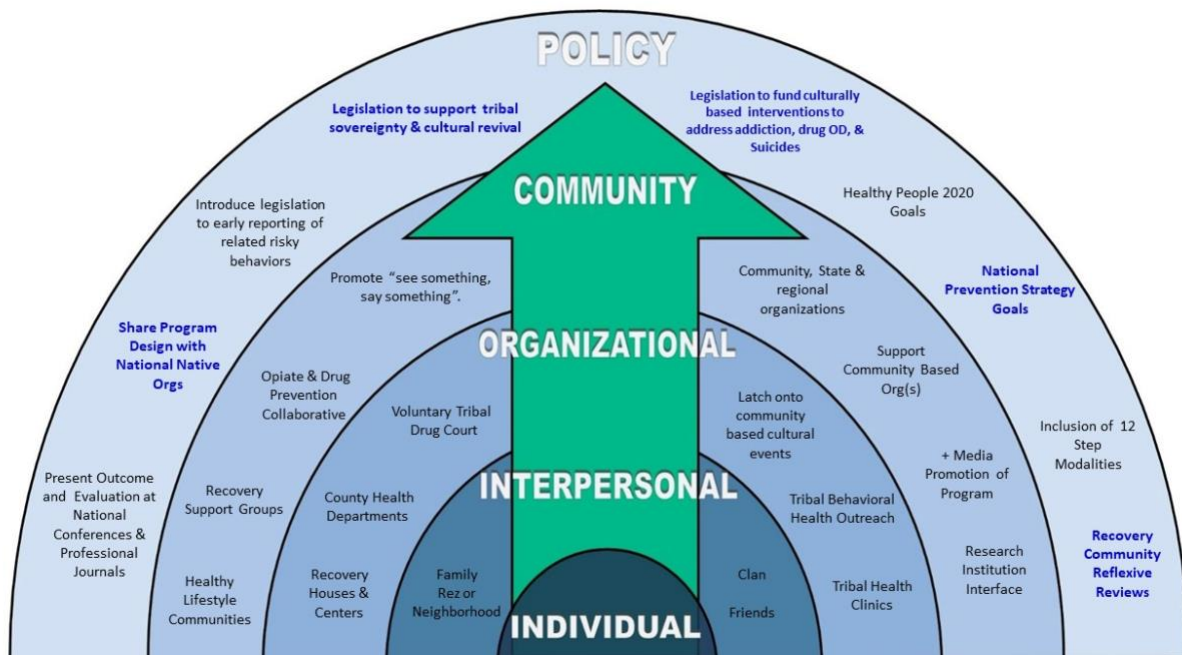 POLICY
Legislation to support tribal
sovereignty & cultural revival
Legislation to fund culturally
based interventions to
address addiction, drug OD, &
Suicides
Introduce legislation
to early reporting of
related risky
behaviors
Healthy People 2020
Goals
Share Program
Design with
National Native
Orgs
National
Prevention Strategy
Goals
Present Outcome
and Evaluation at
National
Conferences &
Professional
Journals
Inclusion of 12
Step
Modalities
Recovery
Community
Reflexive
Reviews
COMMUNITY
Promote “see something,
say something”.
Community, State &
regional
organizations
Opiate & Drug
Prevention
Collaborative
Support
Community Based
Org(s)
Recovery
Support Groups
+ Media
Promotion of
Program
Healthy
Lifestyle
Communities
Research
Institution
Interface
ORGANIZATIONAL
Voluntary Tribal
Drug Court
Latch onto
community
based cultural
events
County Health
Departments
Tribal Behavioral
Health Outreach
Recovery
Houses &
Centers
Tribal Health
Clinics
INTERPERSONAL
Family
Rez or
Neighborhood
Clan
Friends
INDIVIDUAL